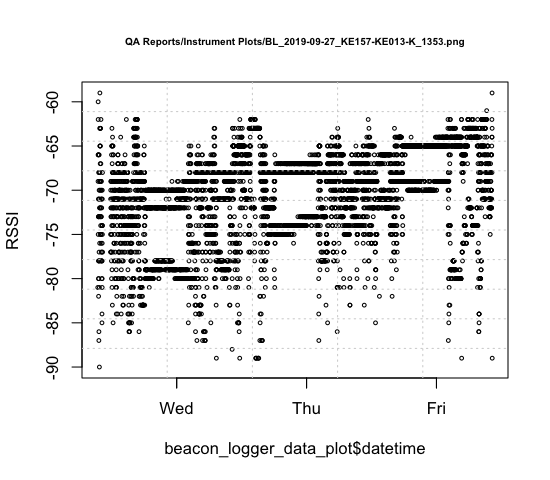 QA Reports/Instrument Plots/BL_2019-09-27_KE157-KE013-K_1353.png
-60
-65
-70
-75
-80
-85
-90
RSSI
Wed Thu Fri
beacon_logger_data_plot$datetime